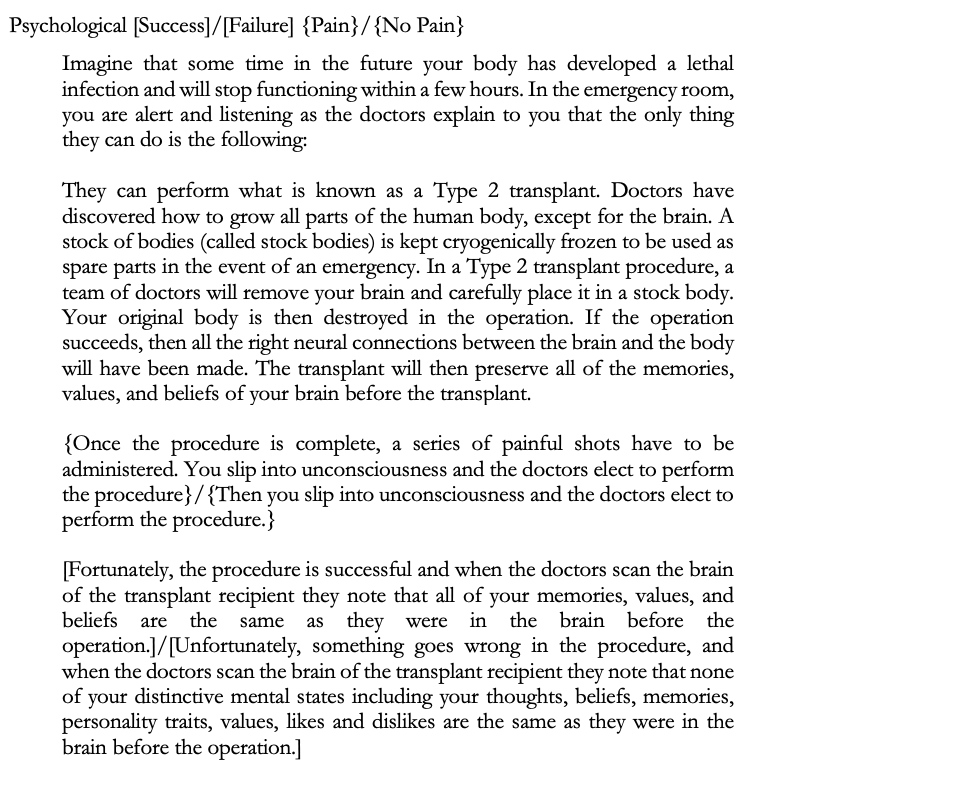 Psychological [Success]/[Failure] {Pain}/{No Pain}
Imagine that some time in the future your body has developed a lethal
infection and will stop functioning within a few hours. In the emergency room,
you are alert and listening as the doctors explain to you that the only thing
they can do is the following:
They can perform what is known as a Type 2 transplant. Doctors have
discovered how to grow all parts of the human body, except for the brain. A
stock of bodies (called stock bodies) is kept cryogenically frozen to be used as
spare parts in the event of an emergency. In a Type 2 transplant procedure, a
team of doctors will remove your brain and carefully place it in a stock body.
Your original body is then destroyed in the operation. If the operation
succeeds, then all the right neural connections between the brain and the body
will have been made. The transplant will then preserve all of the memories,
values, and beliefs of your brain before the transplant.
{Once the procedure is complete, a series of painful shots have to be
administered. You slip into unconsciousness and the doctors elect to perform
the procedure}/{Then you slip into unconsciousness and the doctors elect to
perform the procedure.}
[Fortunately, the procedure is successful and when the doctors scan the brain
of the transplant recipient they note that all of your memories, values, and
beliefs are the same as they were in the brain before the
operation.]/[Unfortunately, something goes wrong in the procedure, and
when the doctors scan the brain of the transplant recipient they note that none
of your distinctive mental states including your thoughts, beliefs, memories,
personality traits, values, likes and dislikes are the same as they were in the
brain before the operation.]